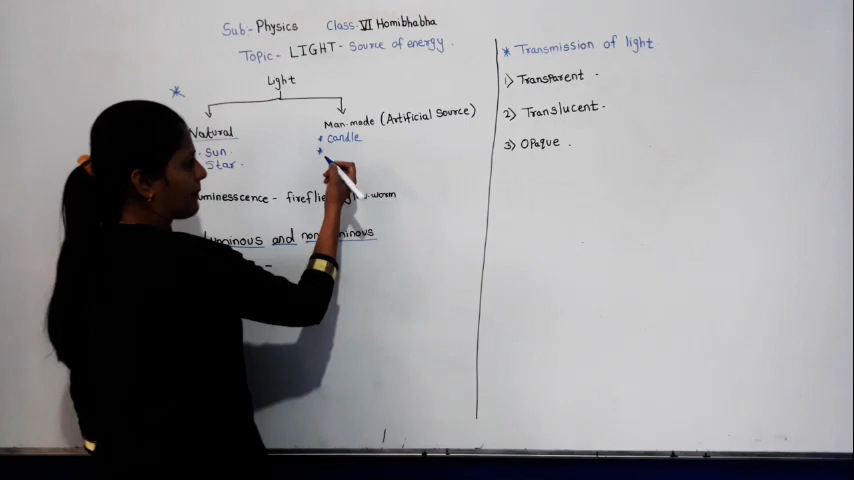 Sub-Physics Class-VI Homibhabha
Topic- LIGHT- Source of energy.
Light
*
Natural
Man-made (Artificial Source)
Sun.
Star.
* candle
*
fireflies
worm
and
* Transmission of light
1) Transparent
2) Translucent.
3) Opaque.